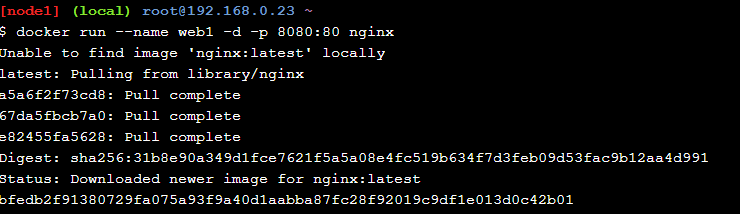 [node1] (local) root@192.168.0.23 ~
$ docker run --name web1 -d -p 8080:80 nginx
Unable to find image 'nginx:latest' locally
latest: Pulling from library/nginx
a5a6f2f73cd8: Pull complete
67da5fbcb7a0: Pull complete
e82455fa5628: Pull complete
Digest: sha256:31b8e90a349d1fce7621f5a5a08e4fc519b634f7d3feb09d53fac9b12aa4d991
Status: Downloaded newer image for nginx:latest
bfedb2f91380729fa075a93f9a40d1aabba87fc28f92019c9df1e013d0c42b01